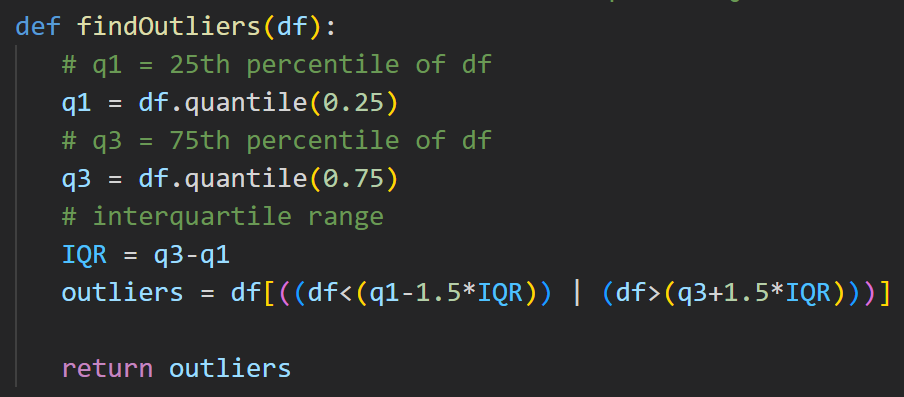 def findOutliers(df):
# q1 = 25th percentile of df
q1 = df.quantile(0.25)
# q3 = 75th percentile of df
q3 = df.quantile(0.75)
# interquartile range
IQR = q3-q1
outliers = df[((df<(q1-1.5*IQR)) | (df>(q3+1.5*IQR)))]
return outliers